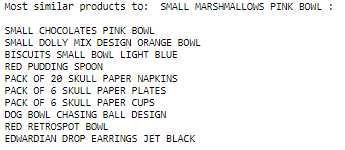 Most similar products to:  SMALL MARSHMALLOWS PINK BOWL :
SMALL CHOCOLATES PINK BOWL
SMALL DOLLY MIX DESIGN ORANGE BOWL
BISCUITS SMALL BOWL LIGHT BLUE
RED PUDDING SPOON
PACK OF 20 SKULL PAPER NAPKINS
PACK OF 6 SKULL PAPER PLATES
PACK OF 6 SKULL PAPER CUPS
DOG BOWL CHASING BALL DESIGN
RED RETROSPOT BOWL
EDWARDIAN DROP EARRINGS JET BLACK